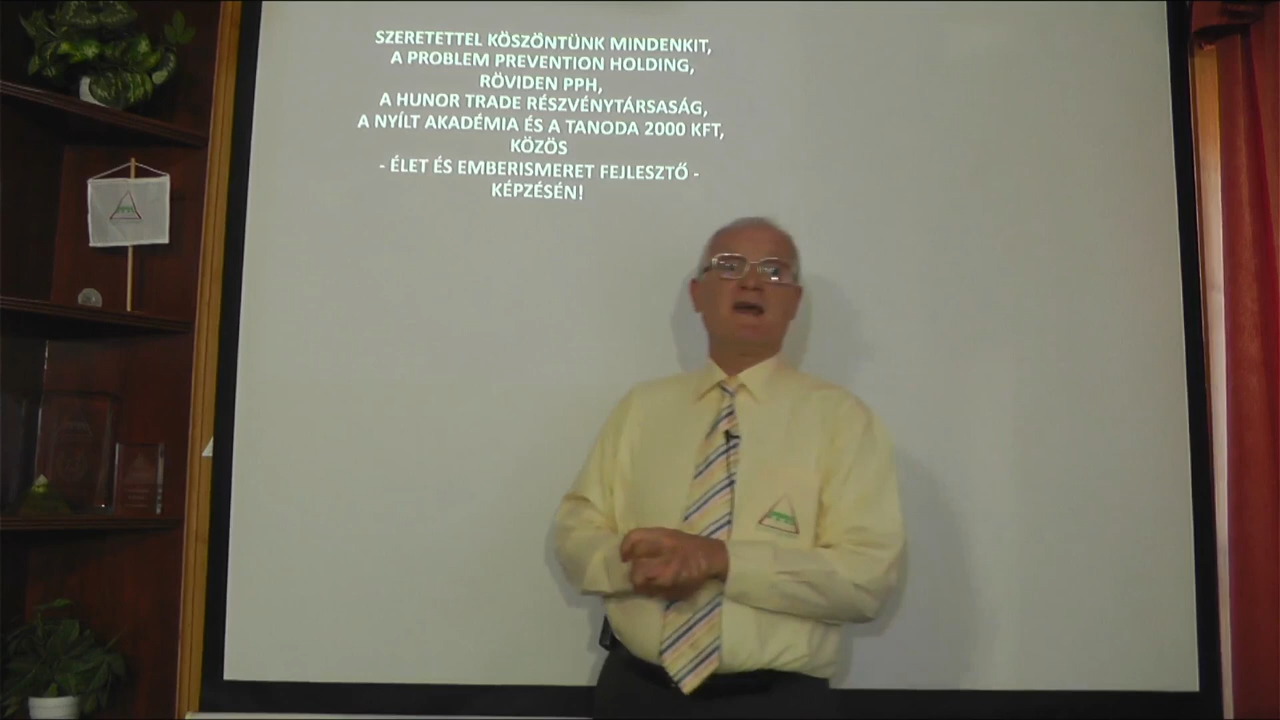 SZERETETTEL KÖSZÖNTÜNK MINDENKIT,
A PROBLEM PREVENTION HOLDING,
RÖVIDEN PPH,
A HUNOR TRADE RÉSZVÉNYTÁRSASÁG,
A NYÍLT AKADÉMIA ÉS A TANODA 2000 KFT,
KÖZÖS
- ÉLET ÉS EMBERISMERET FEJLESZTŐ -
KÉPZÉSÉN!